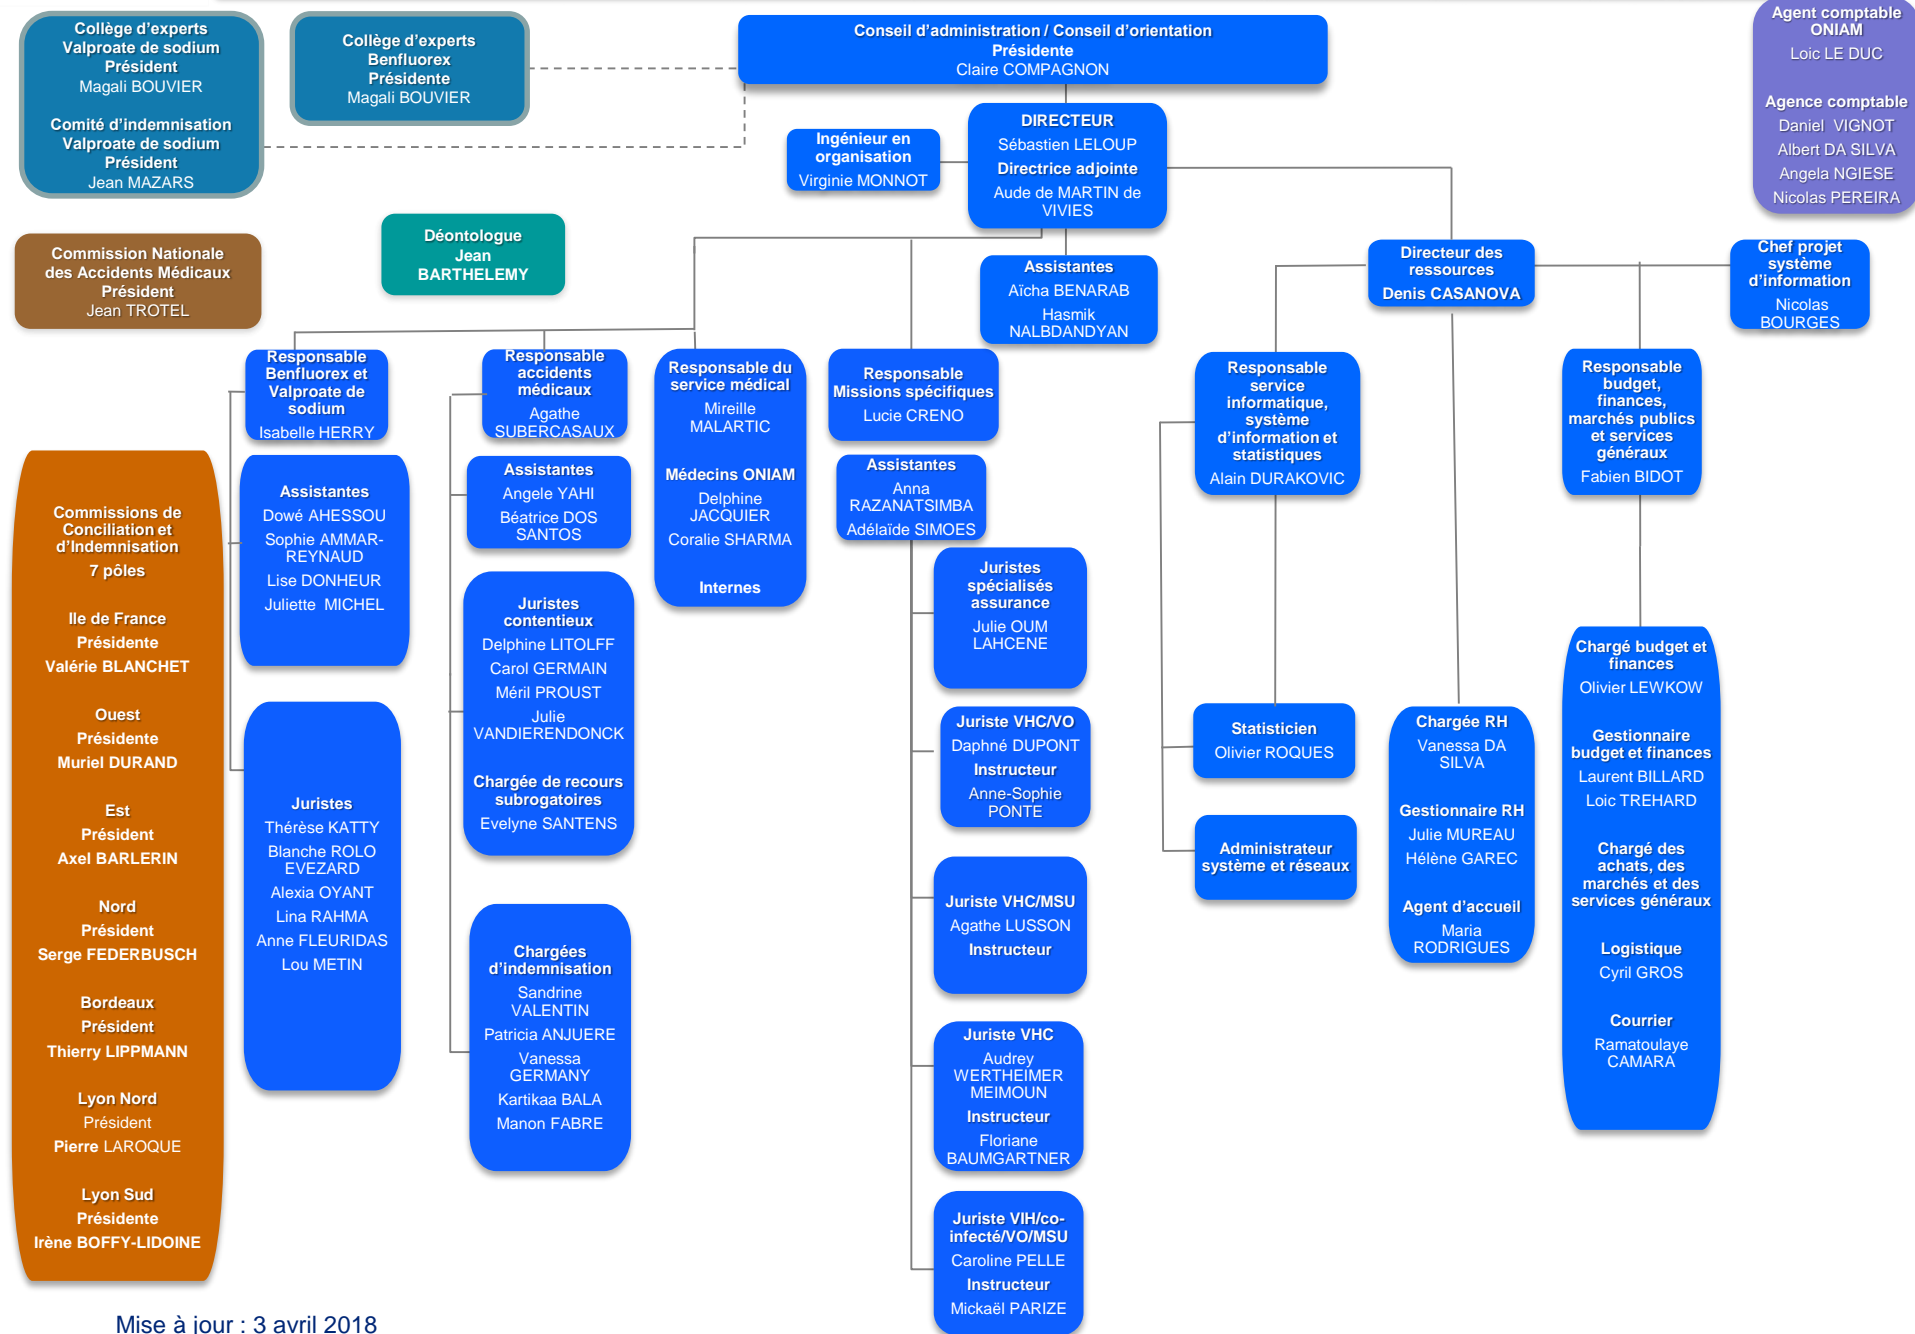 Collège d'experts
Valproate de sodium
Président
Magali BOUVIER
Comité d'indemnisation
Valproate de sodium
Président
Jean MAZARS
Collège d'experts
Benfluorex
Présidente
Magali BOUVIER
Conseil d'administration / Conseil d'orientation
Présidente
Claire COMPAGNON
Agent comptable
ONIAM
Loic LE DUC
Agence comptable
Daniel VIGNOT
Albert DA SILVA
Angela NGIESE
Nicolas PEREIRA
Ingénieur en
organisation
Virginie MONNOT
DIRECTEUR
Sébastien LELOUP
Directrice adjointe
Aude de MARTIN de
VIVIES
Commission Nationale
des Accidents Médicaux
Président
Jean TROTEL
Déontologue
Jean
BARTHELEMY
Assistantes
Aïcha BENARAB
Hasmik
NALBDANDYAN
Directeur des
ressources
Denis CASANOVA
Chef projet
système
d'information
Nicolas
BOURGES
Responsable
Benfluorex et
Valproate de
sodium
Isabelle HERRY
Responsable
accidents
médicaux
Agathe
SUBERCASAUX
Responsable du
service médical
Mireille
MALARTIC
Médecins ONIAM
Delphine
JACQUIER
Coralie SHARMA
Internes
Responsable
Missions spécifiques
Lucie CRENO
Responsable
service
informatique,
système
d'information et
statistiques
Alain DURAKOVIC
Responsable
budget,
finances,
marchés publics
et services
généraux
Fabien BIDOT
Commissions de
Conciliation et
d'Indemnisation
7 pôles
Ile de France
Présidente
Valérie BLANCHET
Ouest
Présidente
Muriel DURAND
Est
Président
Axel BARLERIN
Nord
Président
Serge FEDERBUSCH
Bordeaux
Président
Thierry LIPPMANN
Lyon Nord
Président
Pierre LAROQUE
Lyon Sud
Présidente
Irène BOFFY-LIDOINE
Assistantes
Dowé AHESSOU
Sophie AMMAR-
REYNAUD
Lise DONHEUR
Juliette MICHEL
Juristes
Thérèse KATTY
Blanche ROLO
EVEZARD
Alexia OYANT
Lina RAHMA
Anne FLEURIDAS
Lou METIN
Assistantes
Angele YAHI
Béatrice DOS
SANTOS
Juristes
contentieux
Delphine LITOLFF
Carol GERMAIN
Méril PROUST
Julie
VANDIERENDONCK
Chargée de recours
subrogatoires
Evelyne SANTENS
Chargées
d'indemnisation
Sandrine
VALENTIN
Patricia ANJUERE
Vanessa
GERMANY
Kartikaa BALA
Manon FABRE
Assistantes
Anna
RAZANATSIMBA
Adélaïde SIMOES
Juristes
spécialisés
assurance
Julie OUM
LAHCENE
Juriste VHC/VO
Daphné DUPONT
Instructeur
Anne-Sophie
PONTE
Juriste VHC/MSU
Agathe LUSSON
Instructeur
Juriste VHC
Audrey
WERTHEIMER
MEIMOUN
Instructeur
Floriane
BAUMGARTNER
Juriste VIH/co-
infecté/VO/MSU
Caroline PELLE
Instructeur
Mickaël PARIZE
Statisticien
Olivier ROQUES
Administrateur
système et réseaux
Chargée RH
Vanessa DA
SILVA
Gestionnaire RH
Julie MUREAU
Hélène GAREC
Agent d'accueil
Maria
RODRIGUES
Chargé budget et
finances
Olivier LEWKOW
Gestionnaire
budget et finances
Laurent BILLARD
Loic TREHARD
Chargé des
achats, des
marchés et des
services généraux
Logistique
Cyril GROS
Courrier
Ramatoulaye
CAMARA
Mise à jour : 3 avril 2018